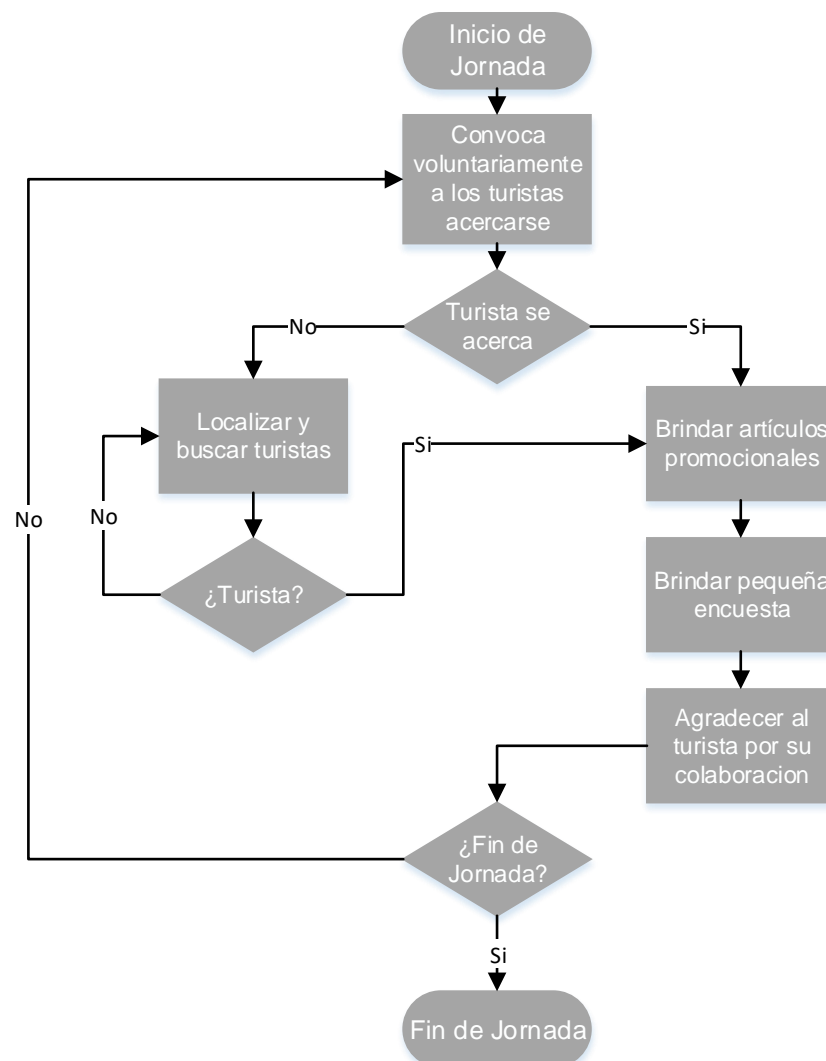 Inicio de
Jornada
Convoca
voluntariamente
a los turistas
acercarse
Turista se
acerca
No
Si
Localizar y
buscar turistas
Brindar artículos
promocionales
Si
No
No
¿Turista?
Brindar pequeña
encuesta
Agradecer al
turista por su
colaboracion
¿Fin de
Jornada?
Si
Fin de Jornada